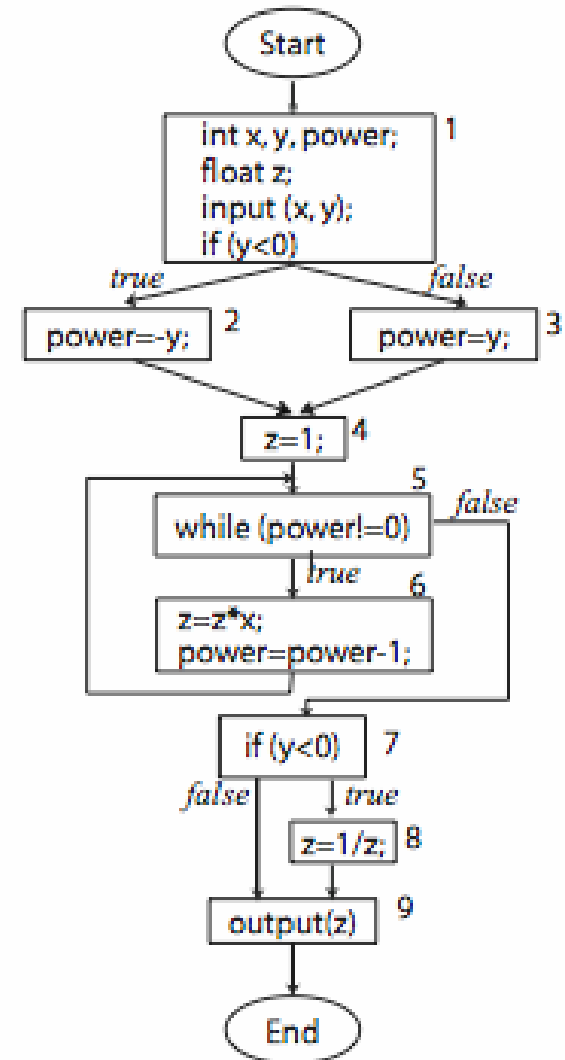 Start
int x, y, power;
float z;
input (x, y);
if (y<0)
1
true
false
power=-y;
2
power=y;
3
z=1;
4
5
while (power!=0)
false
true
6
z=z*x;
power=power-1;
if (y<0)
7
false
true
z=1/z;
8
output(z)
9
End